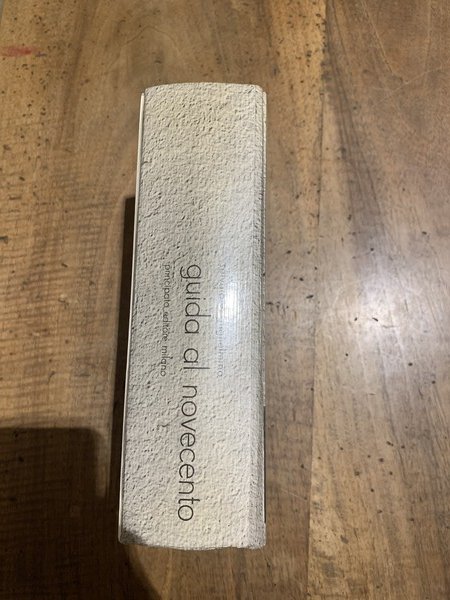 guida al novecento
principato editore milano